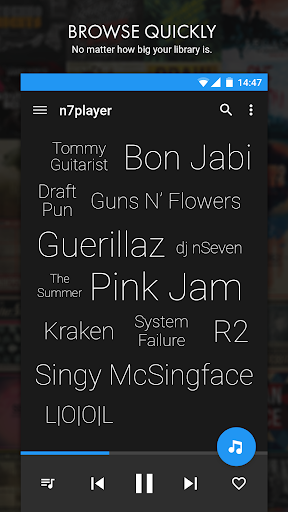 BROWSE QUICKLY
No matter how big your library is.
14:47
n7player
Tommy
Guitarist
Bon Jabi
Draft
Pun
Guns N' Flowers
Guerillaz
dj nSeven
The
Summer
Pink Jam
Kraken
System
Failure
R2
Singy McSingface
L|O|O|L